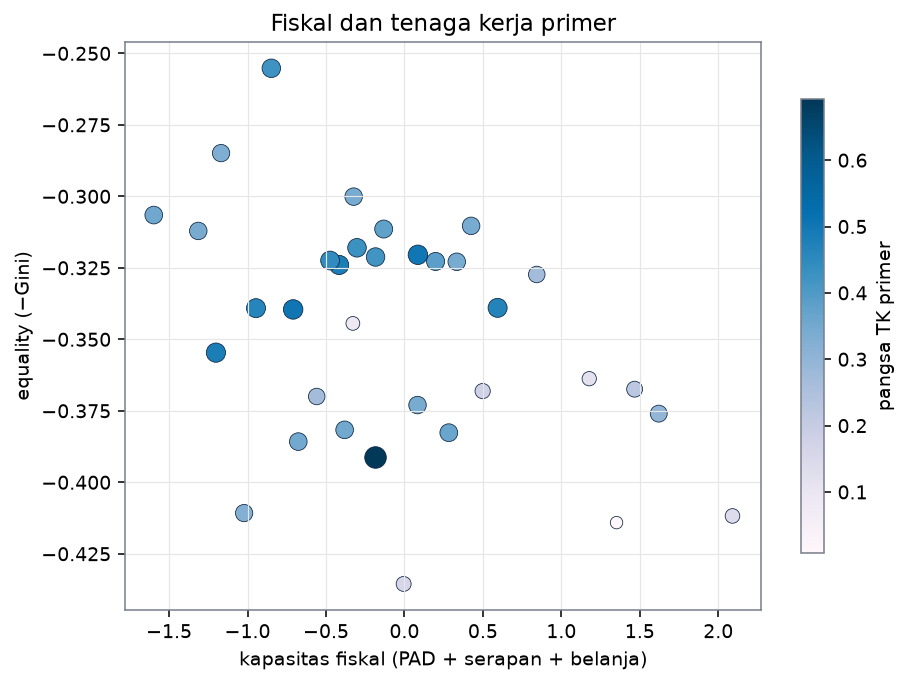 Fiskal dan tenaga kerja primer
equality (−Gini)
−0.250
−0.275
−0.300
−0.325
−0.350
−0.375
−0.400
−0.425
−1.5 −1.0 −0.5 0.0 0.5 1.0 1.5 2.0
kapasitas fiskal (PAD + serapan + belanja)
0.6
0.5
0.4
0.3
0.2
0.1
pangsa TK primer